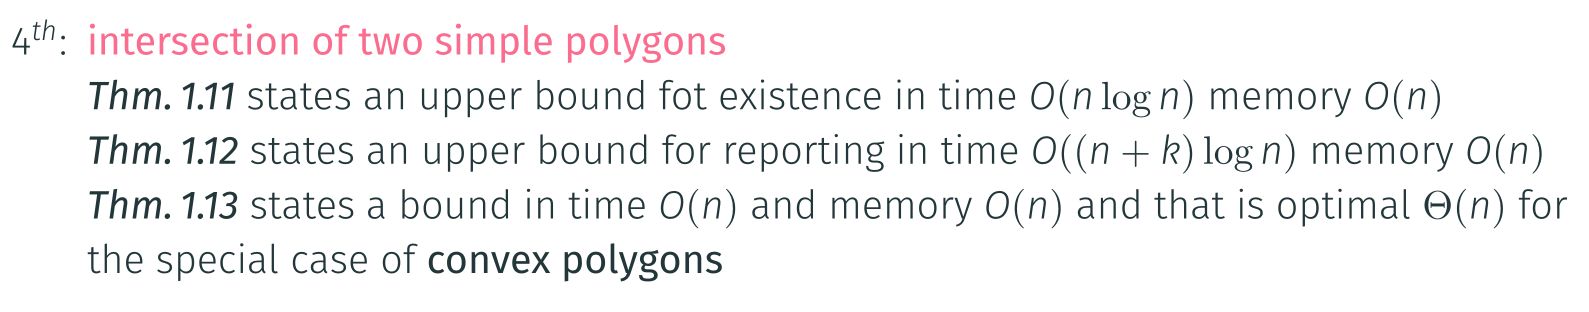 4th: intersection of two simple polygons
Thm. 1.11 states an upper bound fot existence in time O(n log n) memory O(n)
Thm. 1.12 states an upper bound for reporting in time O((n + k) log n) memory O(n)
Thm. 1.13 states a bound in time O(n) and memory O(n) and that is optimal Θ(n) for
the special case of convex polygons